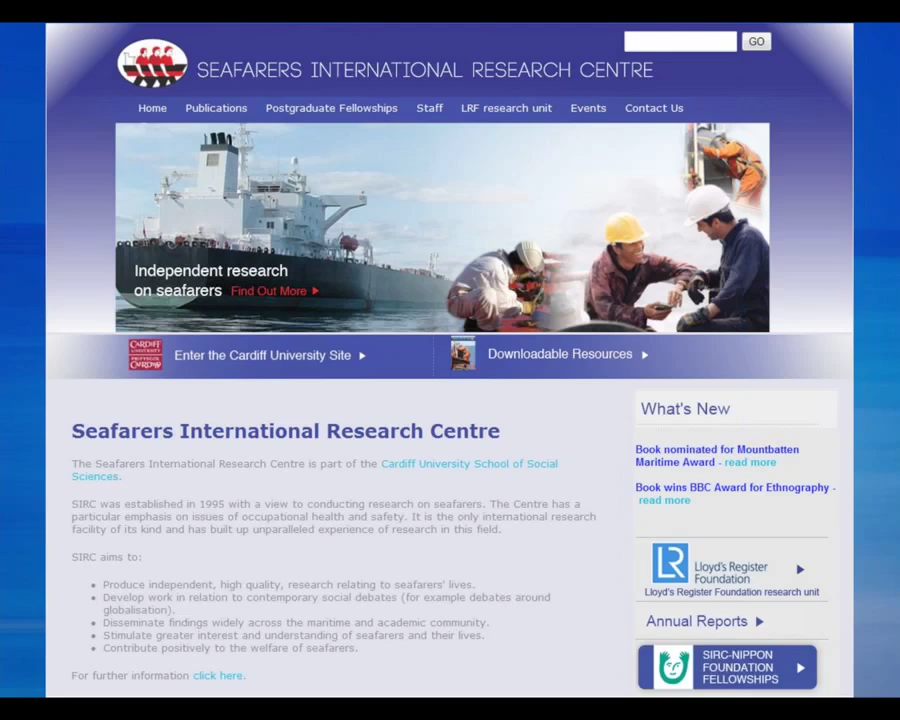 GO
SEAFARERS INTERNATIONAL RESEARCH CENTRE
Home Publications Postgraduate Fellowships Staff LRF research unit Events Contact Us
Independent research
on seafarers Find Out More
CARDIFF
UNIVERSITY
PRIFYSGOL
CAERDYDD
Enter the Cardiff University Site
Downloadable Resources
Seafarers International Research Centre
The Seafarers International Research Centre is part of the Cardiff University School of Social
Sciences.
SIRC was established in 1995 with a view to conducting research on seafarers. The Centre has a
particular emphasis on issues of occupational health and safety. It is the only international research
facility of its kind and has built up unparalleled experience of research in this field.
SIRC aims to:
Produce independent, high quality, research relating to seafarers' lives.
Develop work in relation to contemporary social debates (for example debates around
globalisation).
Disseminate findings widely across the maritime and academic community.
Stimulate greater interest and understanding of seafarers and their lives.
Contribute positively to the welfare of seafarers.
For further information click here.
What's New
Book nominated for Mountbatten
Maritime Award - read more
Book wins BBC Award for Ethnography -
read more
LR Lloyd's Register
Foundation
Lloyd's Register Foundation research unit
Annual Reports
SIRC-NIPPON
FOUNDATION
FELLOWSHIPS